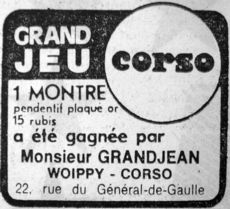 GRAND
JEU
corso
1 MONTRE
pendentif plaque or
15 rubis
a été gagnée par
Monsieur GRANDJEAN
WOIPPY - CORSO
22, rue du Général-de-Gaulle